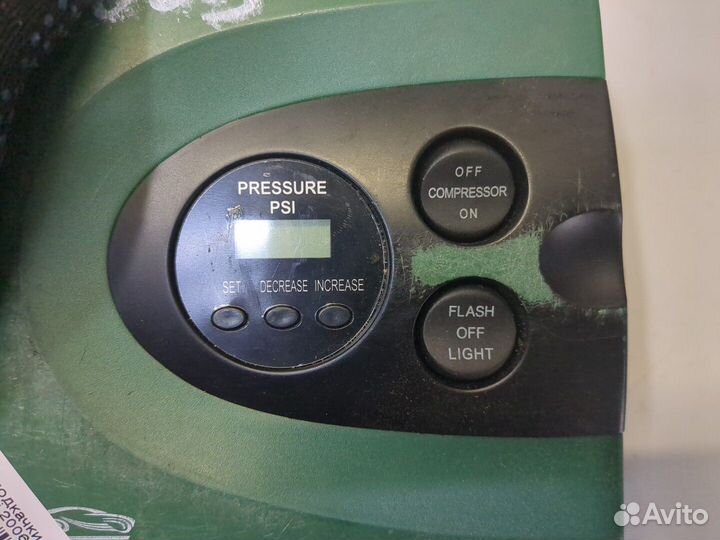 PRESSURE
PSI
SET DECREASE INCREASE
OFF
COMPRESSOR
ON
FLASH
OFF
LIGHT
Avito